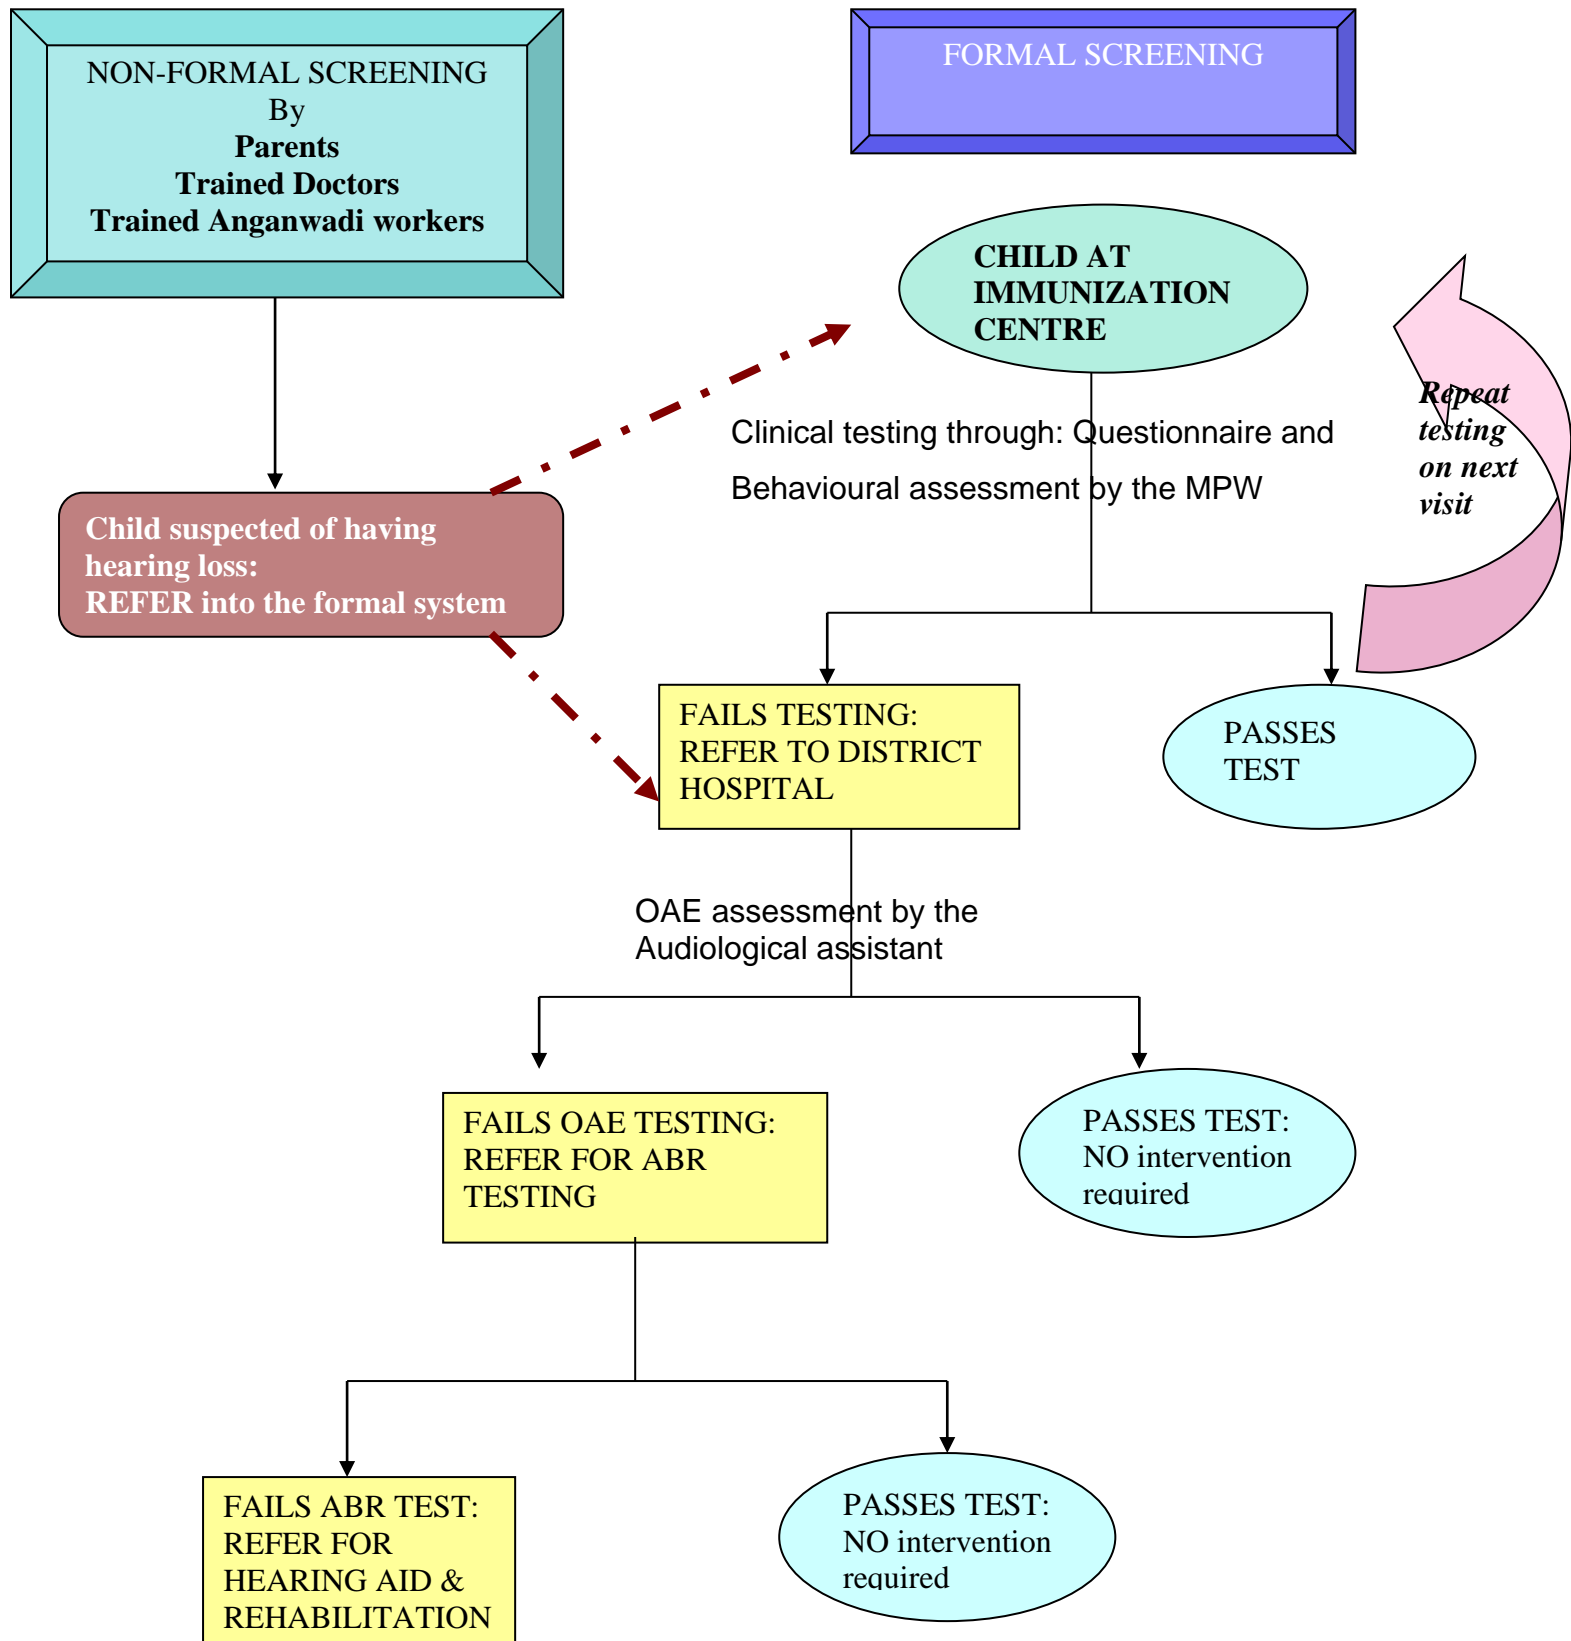 NON-FORMAL SCREENING
By
Parents
Trained Doctors
Trained Anganwadi workers
FORMAL SCREENING
CHILD AT
IMMUNIZATION
CENTRE
Repeat
testing
on next
visit
Clinical testing through: Questionnaire and
Behavioural assessment by the MPW
Child suspected of having
hearing loss:
REFER into the formal system
FAILS TESTING:
REFER TO DISTRICT
HOSPITAL
PASSES
TEST
OAE assessment by the
Audiological assistant
FAILS OAE TESTING:
REFER FOR ABR
TESTING
PASSES TEST:
NO intervention
required
FAILS ABR TEST:
REFER FOR
HEARING AID &
REHABILITATION
PASSES TEST:
NO intervention
required